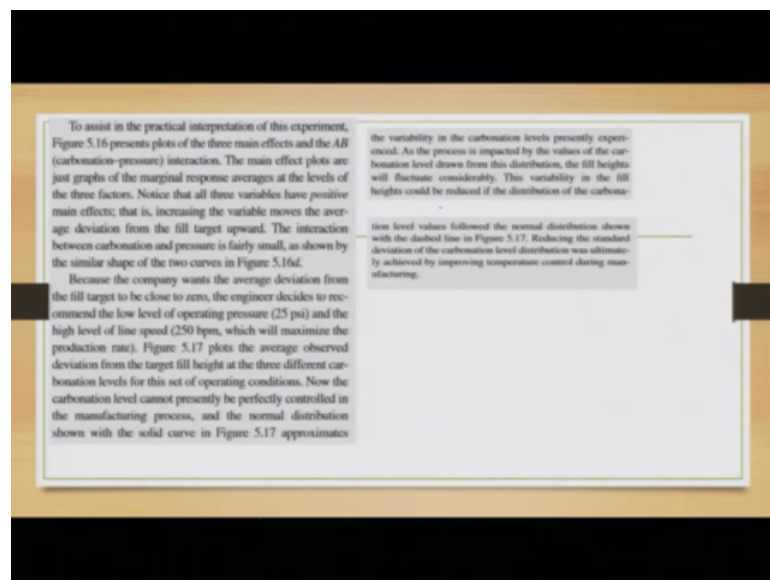 To assist in the practical interpretation of this experiment,
Figure 5.16 presents plots of the three main effects and the AB
(carbonation–pressure) interaction. The main effect plots are
just graphs of the marginal response averages at the levels of
the three factors. Notice that all three variables have positive
main effects; that is, increasing the variable moves the aver-
age deviation from the fill target upward. The interaction
between carbonation and pressure is fairly small, as shown by
the similar shape of the two curves in Figure 5.16d.
Because the company wants the average deviation from
the fill target to be close to zero, the engineer decides to rec-
ommend the low level of operating pressure (25 psi) and the
high level of line speed (250 bpm, which will maximize the
production rate). Figure 5.17 plots the average observed
deviation from the target fill height at the three different car-
bonation levels for this set of operating conditions. Now the
carbonation level cannot presently be perfectly controlled in
the manufacturing process, and the normal distribution
shown with the solid curve in Figure 5.17 approximates
the variability in the carbonation levels presently experi-
enced. As the process is impacted by the values of the car-
bonation level drawn from this distribution, the fill heights
will fluctuate considerably. This variability in the fill
heights could be reduced if the distribution of the carbona-
tion level values followed the normal distribution shown
with the dashed line in Figure 5.17. Reducing the standard
deviation of the carbonation level distribution was ultimate-
ly achieved by improving temperature control during man-
ufacturing.